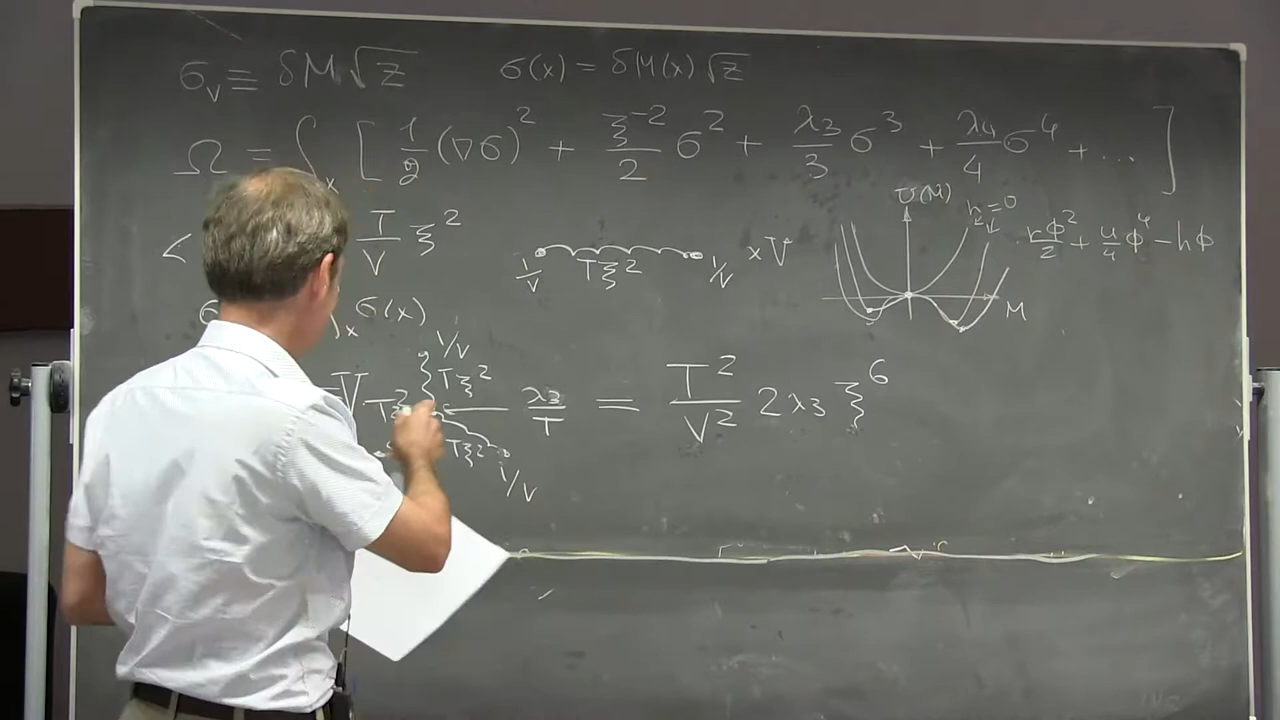 σ_V ≡ δM√z   σ(x) = δM(x)√z
Ω = ∫_x [ 1/2 (∇σ)² + ξ⁻²/2 σ² + λ₃/3 σ³ + λ₄/4 σ⁴ + ... ]
U(M) h=0
< T/V ξ²   1/V Tξ² 1/V ×V   rΦ²/2 + u/4 Φ⁴ - hΦ
M
σ x σ(x)
1/V
V Tξ² Tξ² λ₃/T = T²/V² 2λ₃ ξ⁶
Tξ²
1/V